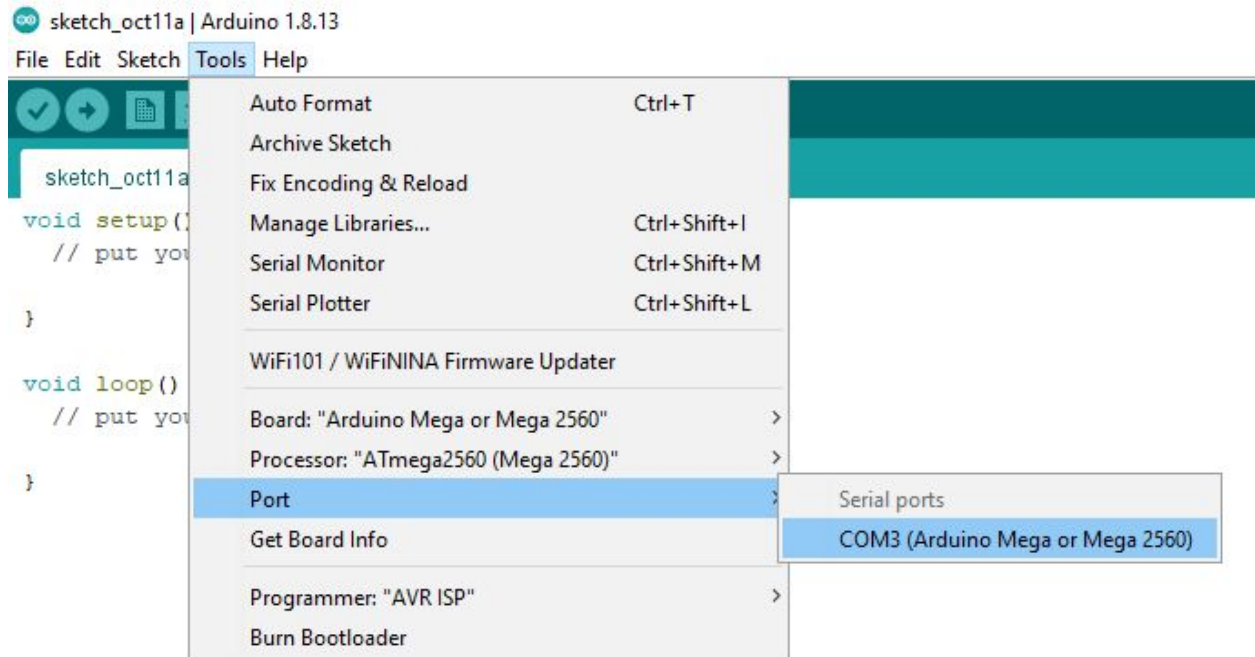 sketch_oct11a | Arduino 1.8.13
File Edit Sketch Tools Help
sketch_oct11a
void setup()
// put you
}
void loop()
// put you
}
Auto Format Ctrl+T
Archive Sketch
Fix Encoding & Reload
Manage Libraries... Ctrl+Shift+I
Serial Monitor Ctrl+Shift+M
Serial Plotter Ctrl+Shift+L
WiFi101 / WiFiNINA Firmware Updater
Board: "Arduino Mega or Mega 2560"
Processor: "ATmega2560 (Mega 2560)"
Port
Get Board Info
Programmer: "AVR ISP"
Burn Bootloader
Serial ports
COM3 (Arduino Mega or Mega 2560)